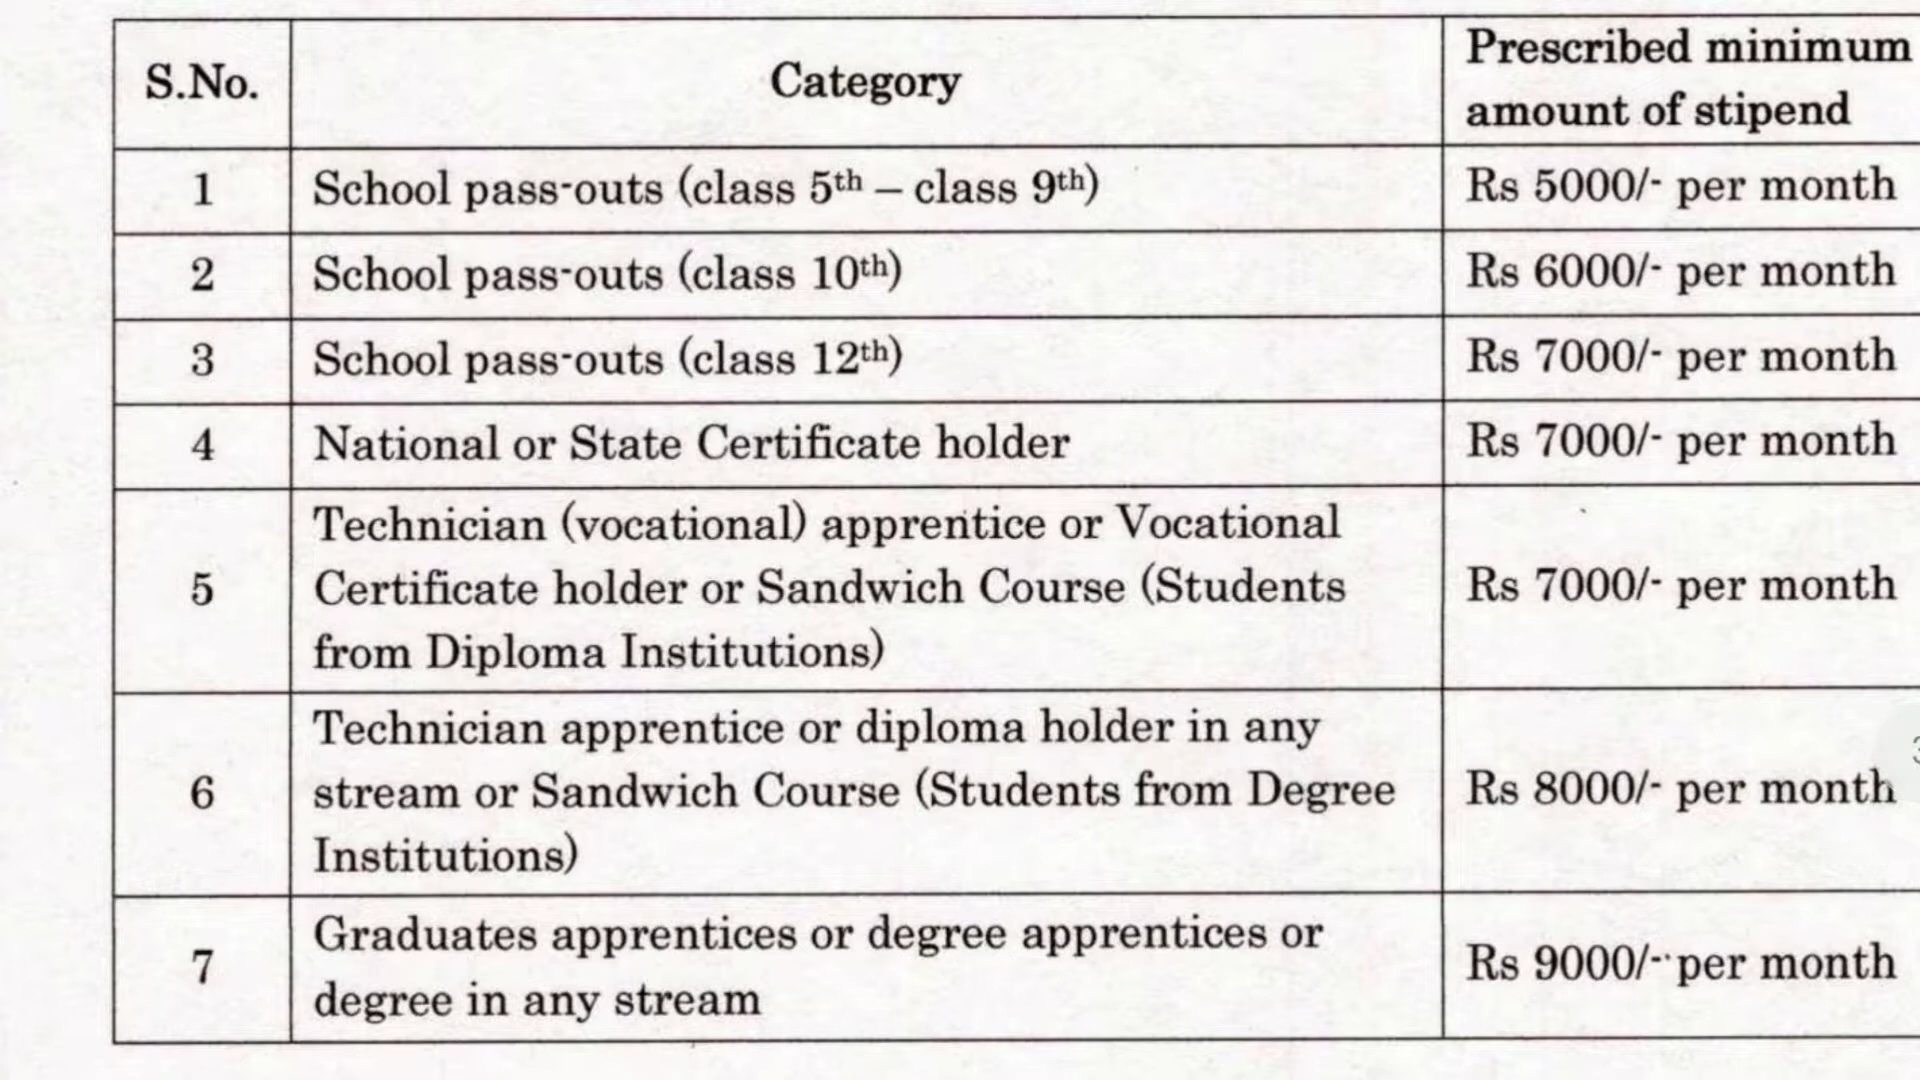 S.No. Category Prescribed minimum
amount of stipend
1 School pass-outs (class 5th – class 9th) Rs 5000/- per month
2 School pass-outs (class 10th) Rs 6000/- per month
3 School pass-outs (class 12th) Rs 7000/- per month
4 National or State Certificate holder Rs 7000/- per month
5 Technician (vocational) apprentice or Vocational
Certificate holder or Sandwich Course (Students
from Diploma Institutions) Rs 7000/- per month
6 Technician apprentice or diploma holder in any
stream or Sandwich Course (Students from Degree
Institutions) Rs 8000/- per month
7 Graduates apprentices or degree apprentices or
degree in any stream Rs 9000/- per month